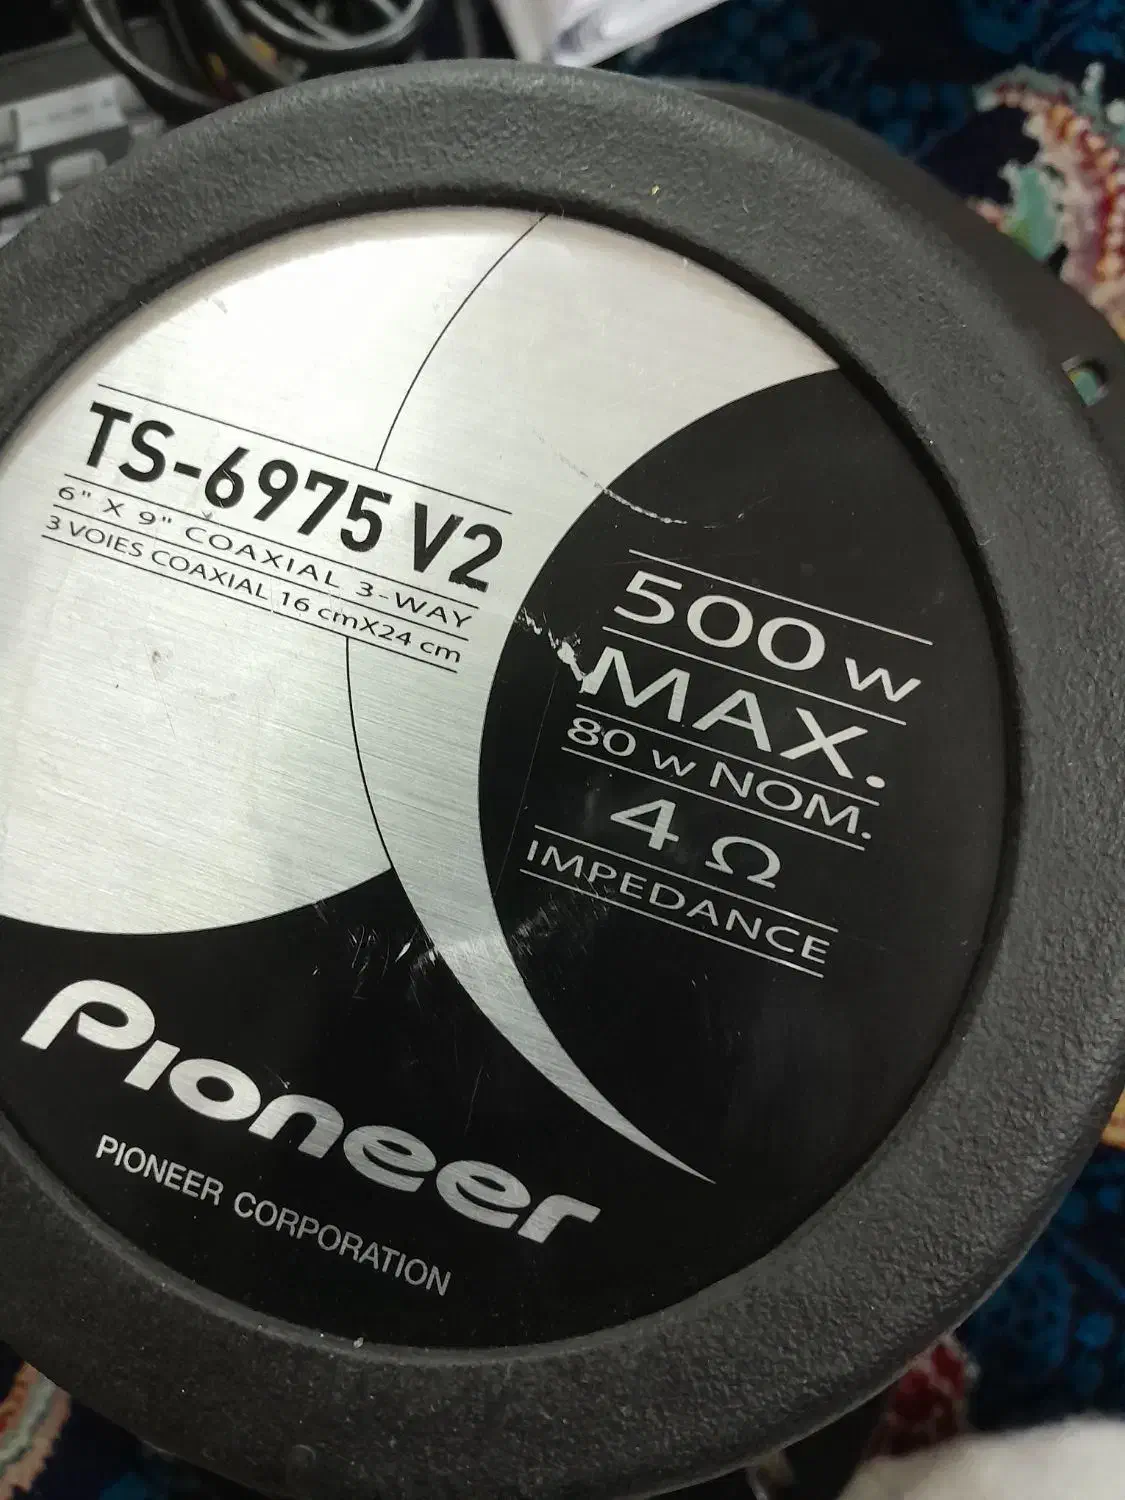 TS-6975 V2
6" X 9" COAXIAL 3-WAY
3 VOIES COAXIAL 16 cmX24 cm
500 w
MAX.
80 w NOM.
4 Ω
IMPEDANCE
Pioneer
PIONEER CORPORATION